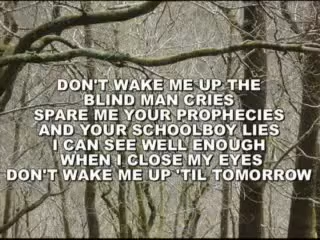 DON'T WAKE ME UP THE
BLIND MAN CRIES
SPARE ME YOUR PROPHECIES
AND YOUR SCHOOLBOY LIES
I CAN SEE WELL ENOUGH
WHEN I CLOSE MY EYES
DON'T WAKE ME UP 'TIL TOMORROW